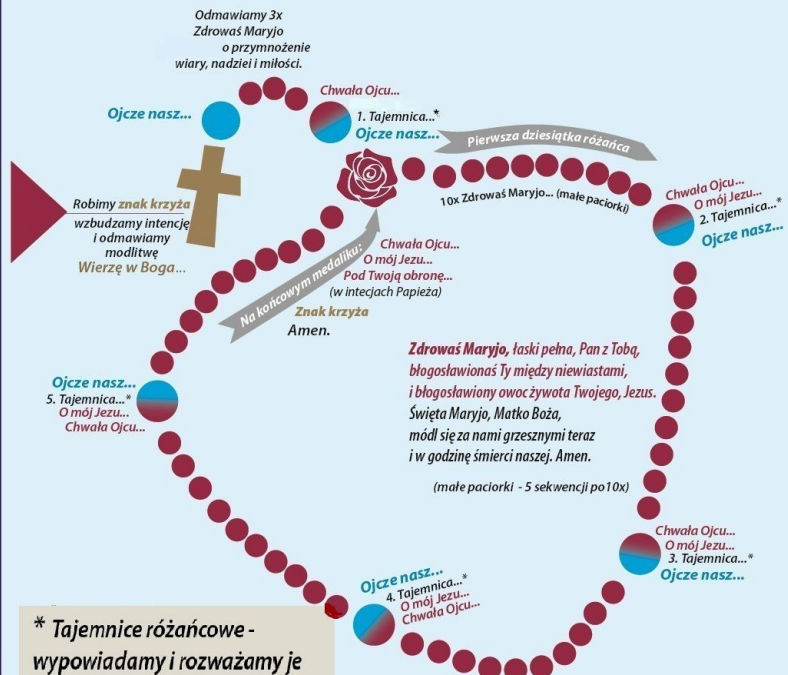 Odmawiamy 3x
Zdrowaś Maryjo
o przymnożenie
wiary, nadziei i miłości.
Ojcze nasz...
Chwała Ojcu...
1. Tajemnica...*
Ojcze nasz...
Pierwsza dziesiątka różańca
10x Zdrowaś Maryjo... (małe paciorki)
Chwała Ojcu...
O mój Jezu...
2. Tajemnica...*
Ojcze nasz...
Robimy znak krzyża
wzbudzamy intencję
i odmawiamy
modlitwę
Wierzę w Boga...
Na końcowym medaliku:
Chwała Ojcu...
O mój Jezu...
Pod Twoją obronę...
(w intecjach Papieża)
Znak krzyża
Amen.
Zdrowaś Maryjo, łaski pełna, Pan z Tobą,
błogosławionaś Ty między niewiastami,
i błogosławiony owoc żywota Twojego, Jezus.
Święta Maryjo, Matko Boża,
módl się za nami grzesznymi teraz
i w godzinę śmierci naszej. Amen.
(małe paciorki - 5 sekwencji po10x)
Ojcze nasz...
5. Tajemnica...*
O mój Jezu...
Chwała Ojcu...
Chwała Ojcu...
O mój Jezu...
3. Tajemnica...*
Ojcze nasz...
Ojcze nasz...
4. Tajemnica...*
O mój Jezu...
Chwała Ojcu...
* Tajemnice różańcowe -
wypowiadamy i rozważamy je